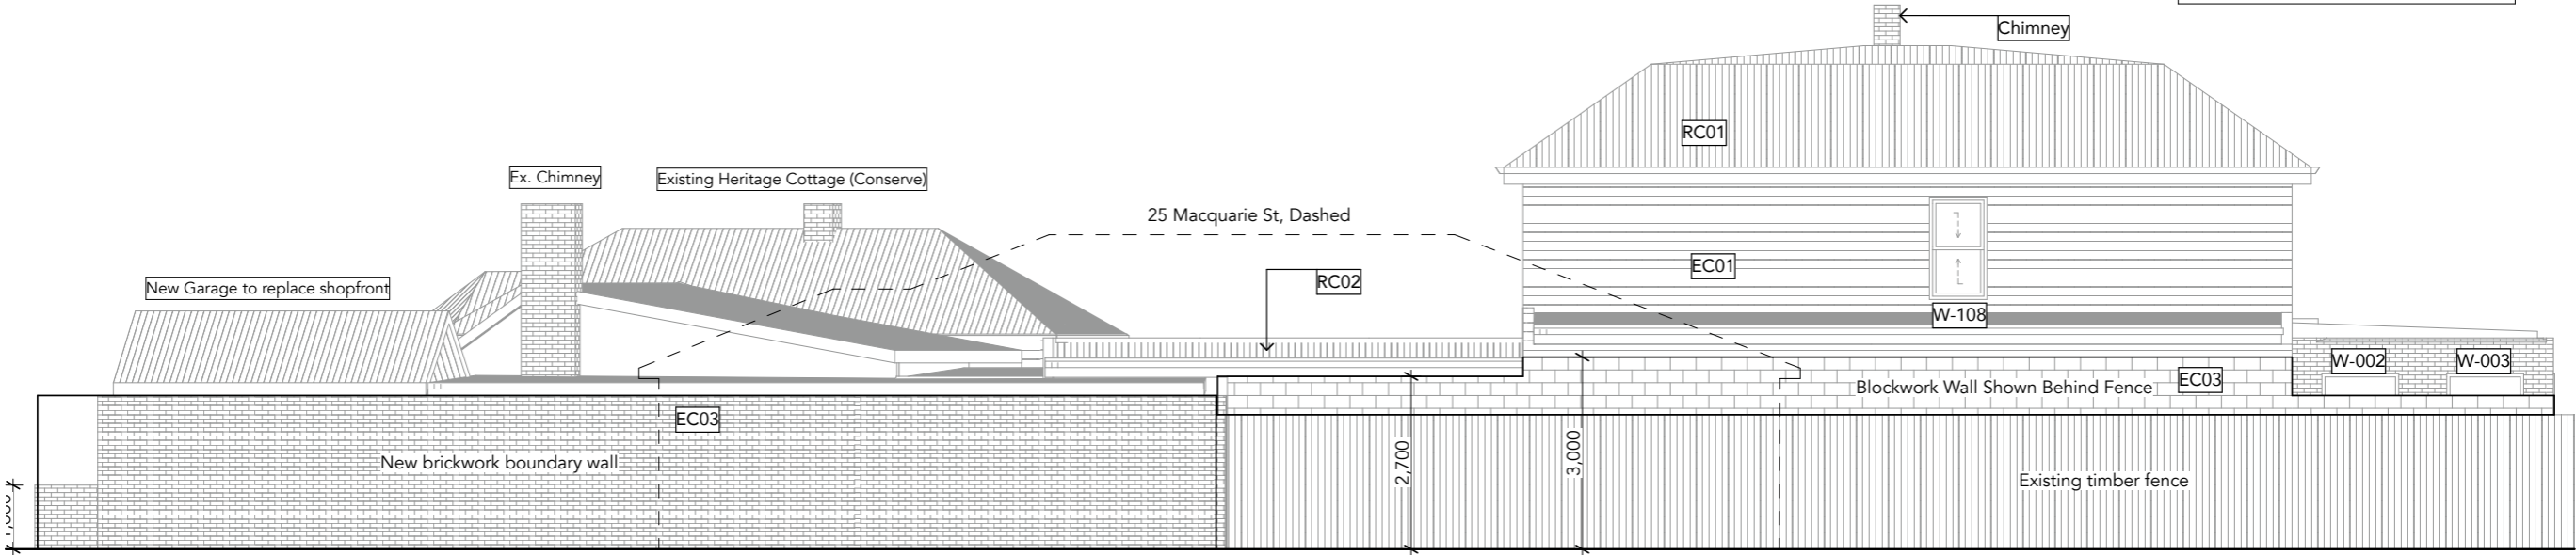 Chimney
RC01
Ex. Chimney
Existing Heritage Cottage (Conserve)
25 Macquarie St, Dashed
EC01
New Garage to replace shopfront
RC02
W-108
W-002
W-003
Blockwork Wall Shown Behind Fence
EC03
EC03
New brickwork boundary wall
2,700
3,000
Existing timber fence